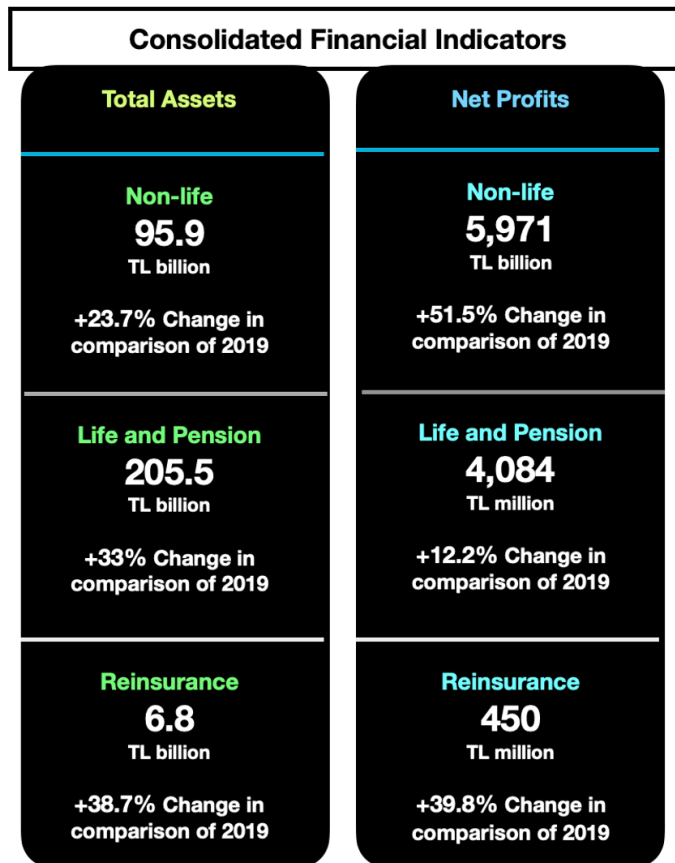 Consolidated Financial Indicators
Total Assets
Non-life
95.9
TL billion
+23.7% Change in
comparison of 2019
Life and Pension
205.5
TL billion
+33% Change in
comparison of 2019
Reinsurance
6.8
TL billion
+38.7% Change in
comparison of 2019
Net Profits
Non-life
5,971
TL billion
+51.5% Change in
comparison of 2019
Life and Pension
4,084
TL million
+12.2% Change in
comparison of 2019
Reinsurance
450
TL million
+39.8% Change in
comparison of 2019